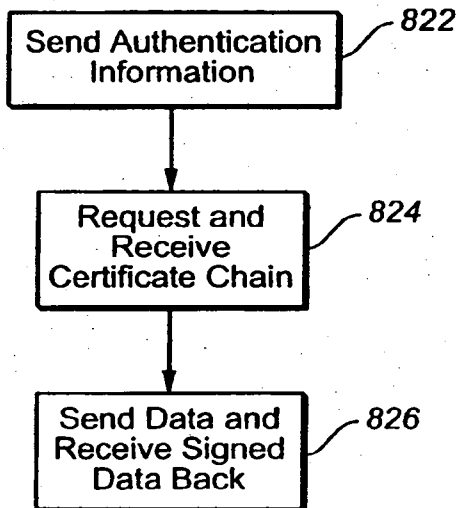 Send Authentication
Information
822
Request and
Receive
Certificate Chain
824
Send Data and
Receive Signed
Data Back
826